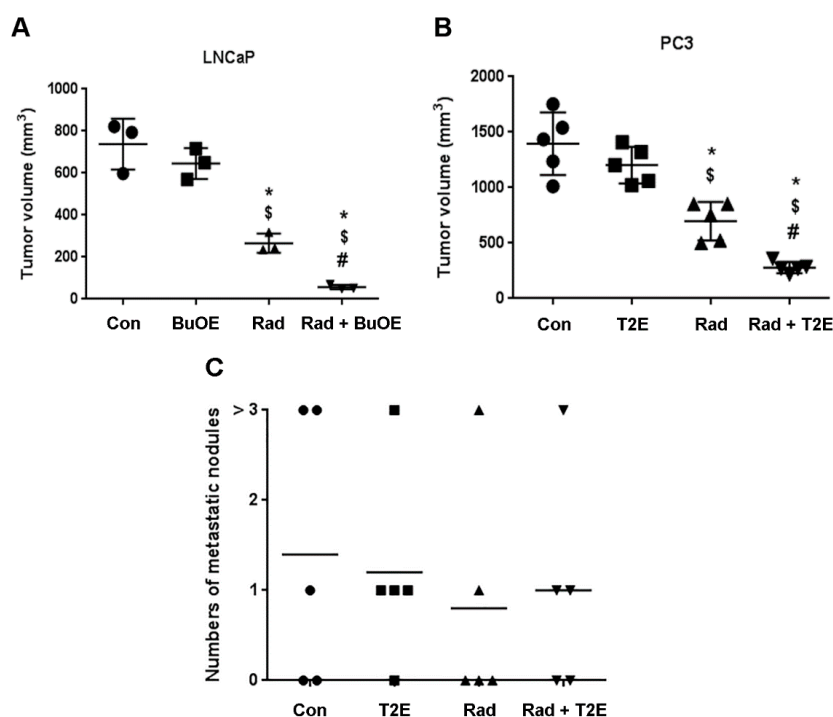 A
LNCaP
Tumor volume (mm³)
1000
800
600
400
200
0
*
$
*
$
#
Con BuOE Rad Rad + BuOE
B
PC3
Tumor volume (mm³)
2000
1500
1000
500
0
*
$
*
$
#
Con T2E Rad Rad + T2E
C
Numbers of metastatic nodules
> 3
2
1
0
Con T2E Rad Rad + T2E